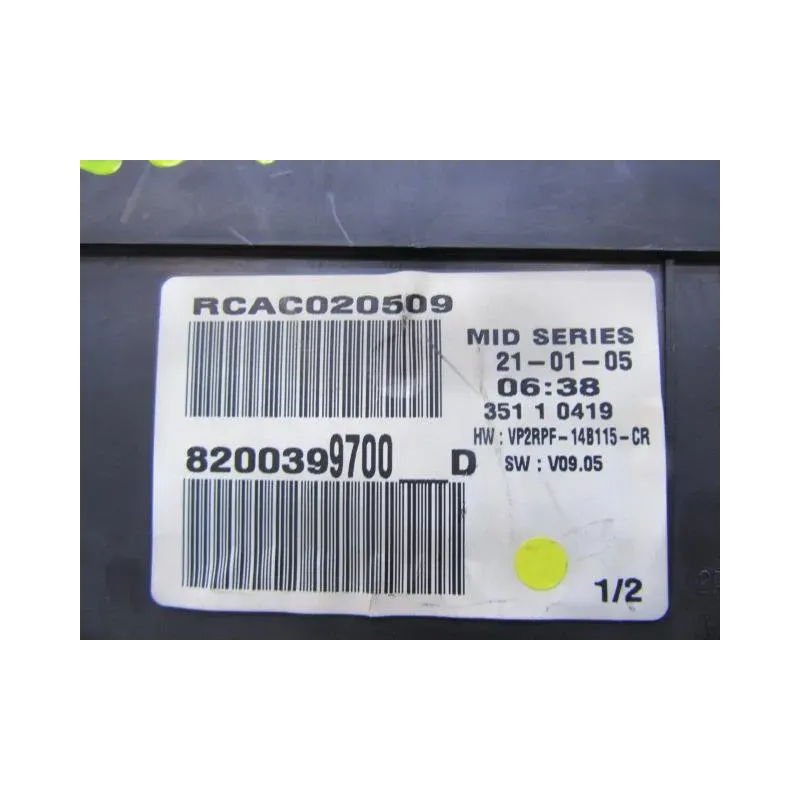 RCAC020509
MID SERIES
21-01-05
06:38
351 1 0419
HW : VP2RPF-14B115-CR
8200399700__D
SW : V09.05
1/2